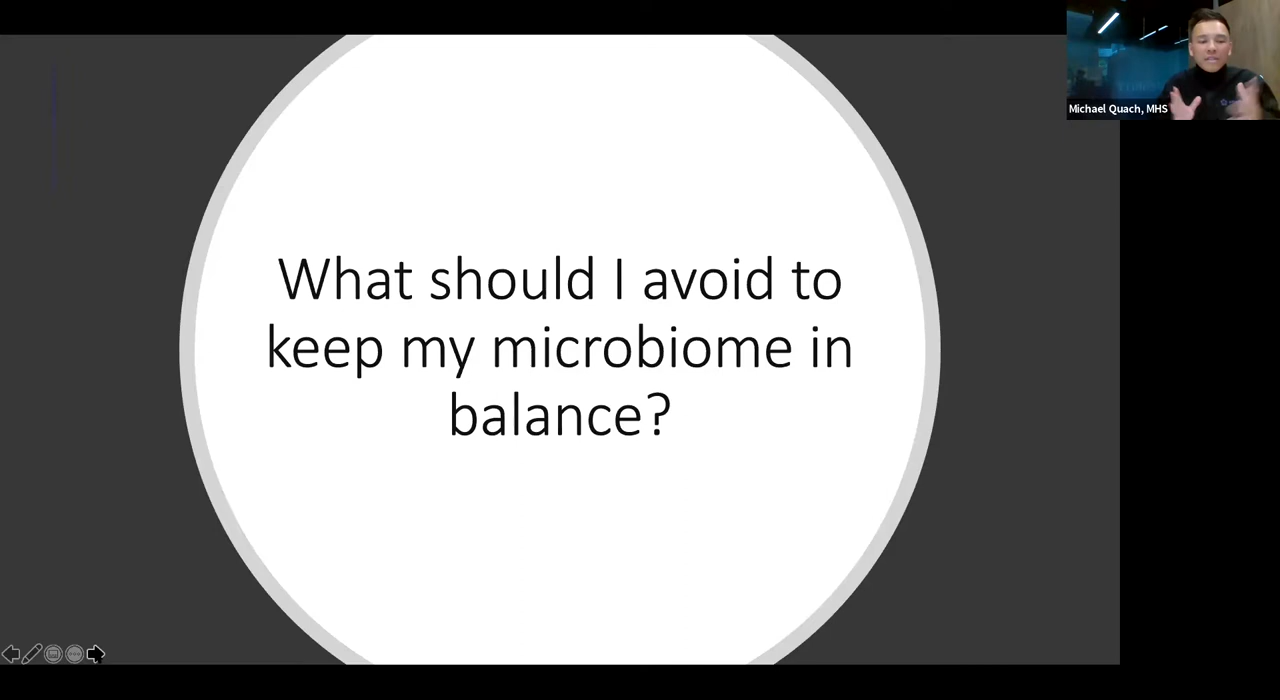 Michael Quach, MHS
What should I avoid to
keep my microbiome in
balance?